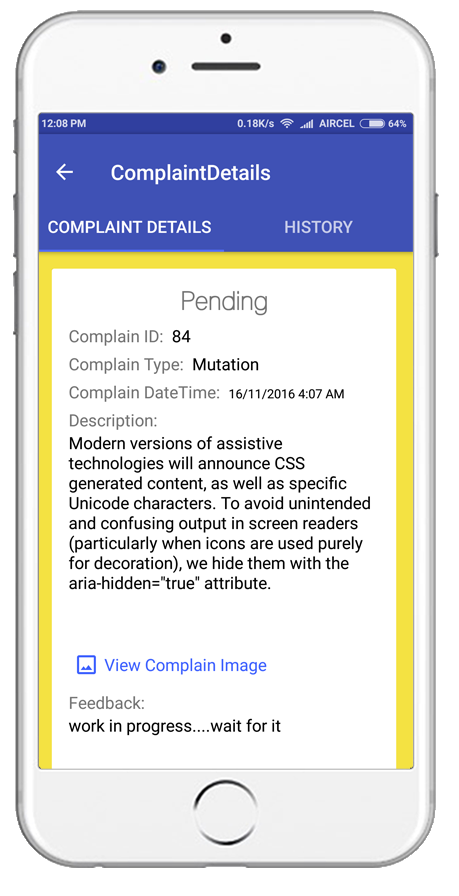 12:08 PM 0.18K/s AIRCEL 64%
ComplaintDetails
COMPLAINT DETAILS HISTORY
Pending
Complain ID: 84
Complain Type: Mutation
Complain DateTime: 16/11/2016 4:07 AM
Description:
Modern versions of assistive
technologies will announce CSS
generated content, as well as specific
Unicode characters. To avoid unintended
and confusing output in screen readers
(particularly when icons are used purely
for decoration), we hide them with the
aria-hidden="true" attribute.
View Complain Image
Feedback:
work in progress....wait for it